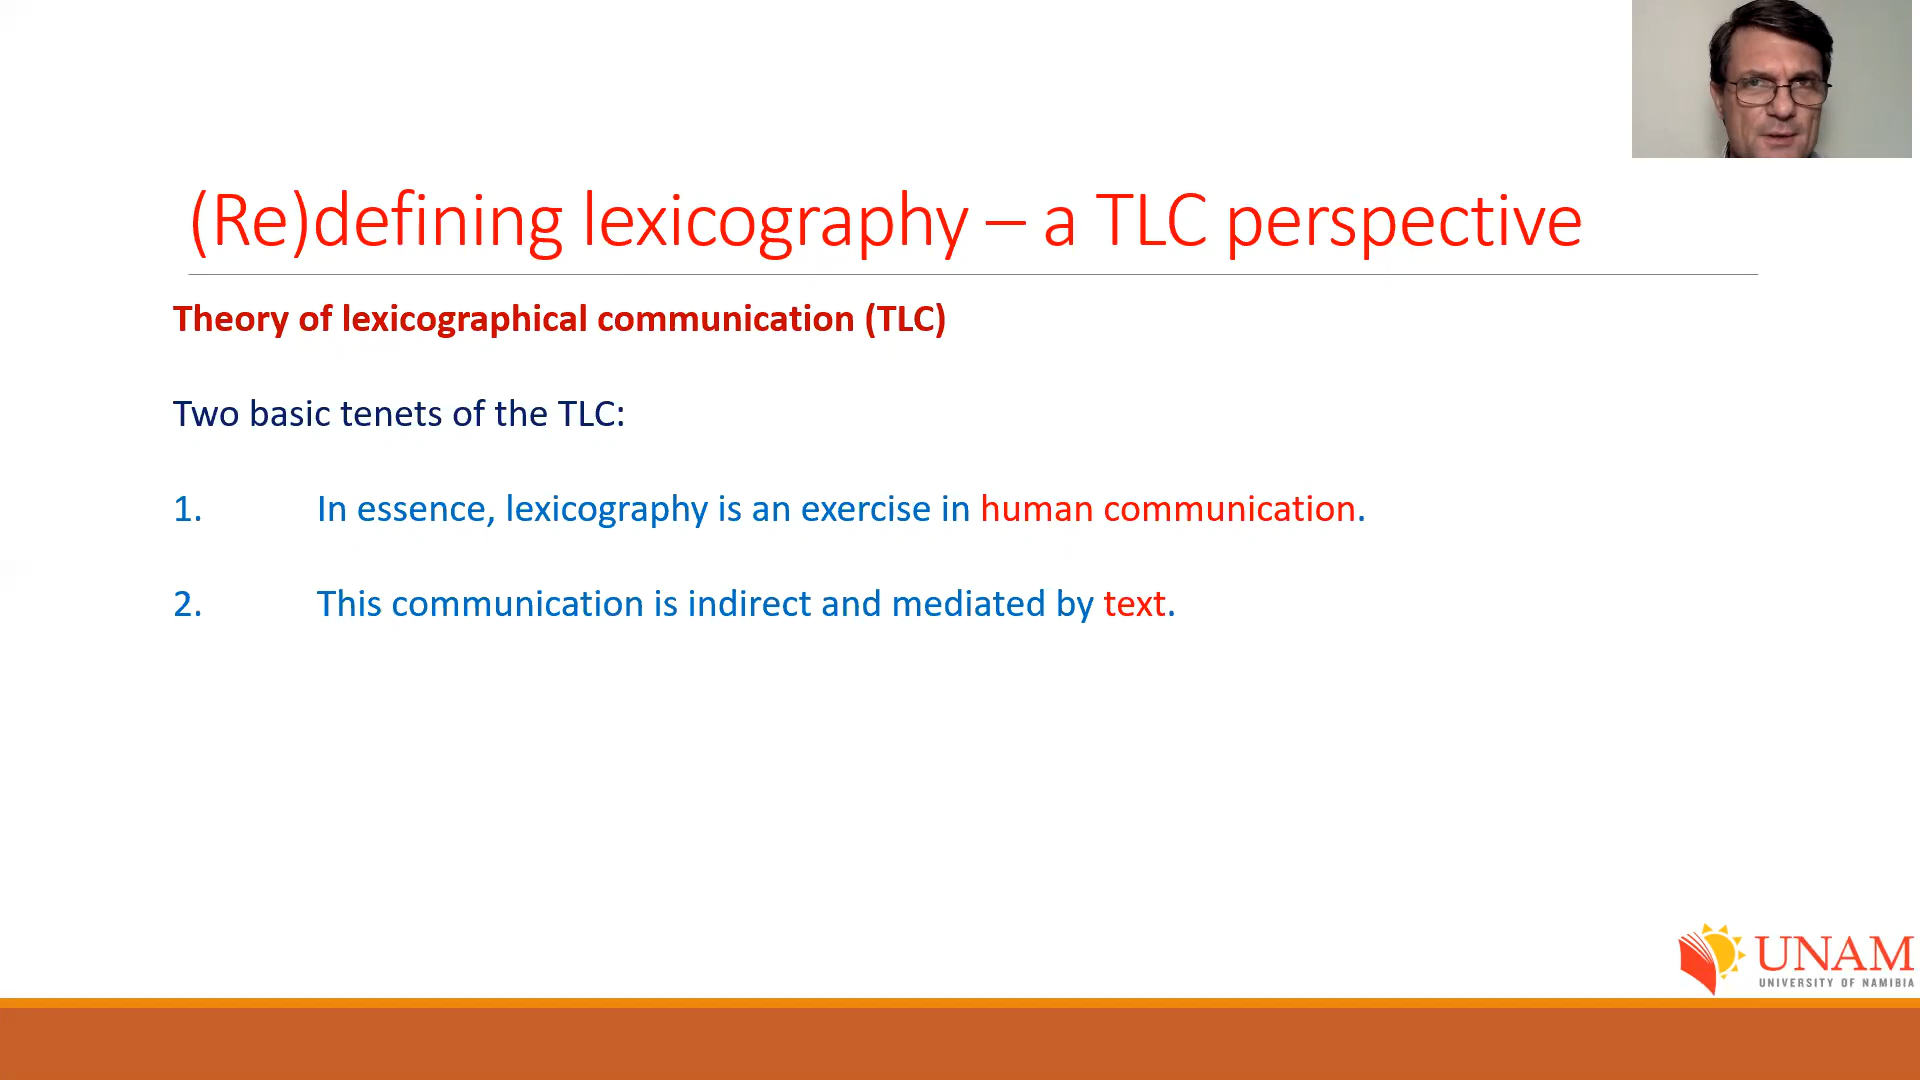 (Re)defining lexicography – a TLC perspective
Theory of lexicographical communication (TLC)
Two basic tenets of the TLC:
1. In essence, lexicography is an exercise in human communication.
2. This communication is indirect and mediated by text.
UNAM
UNIVERSITY OF NAMIBIA